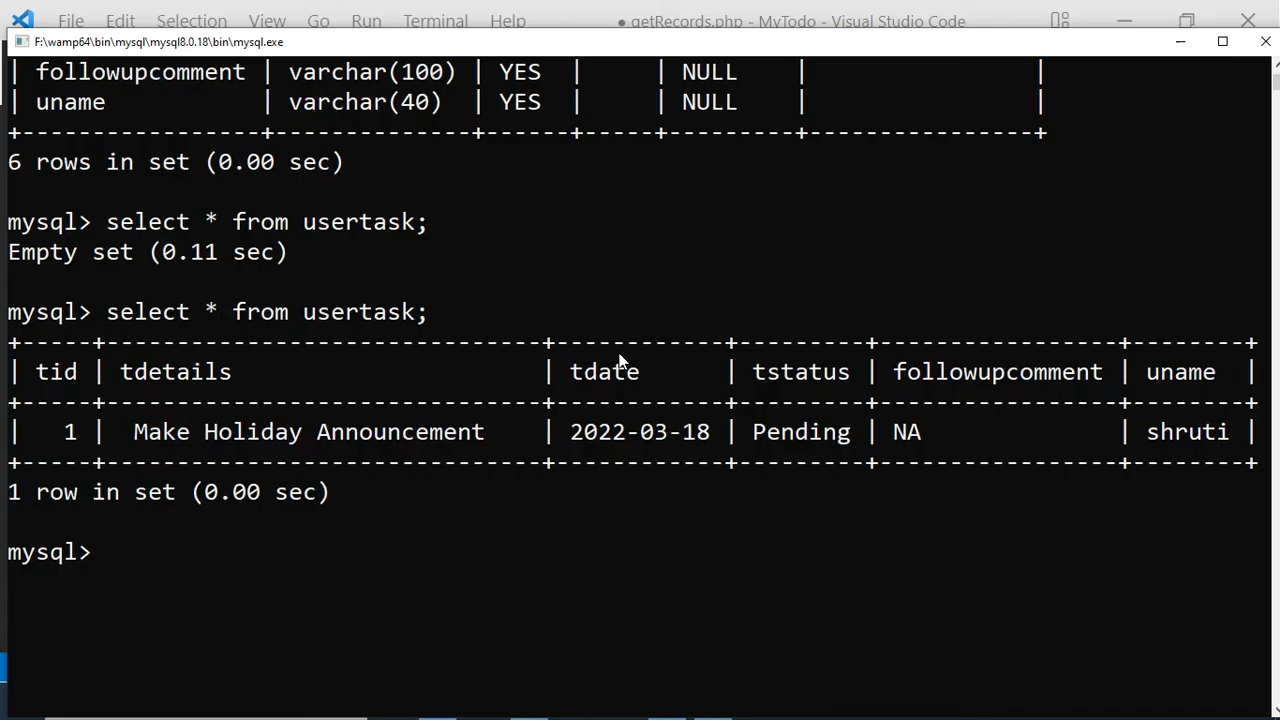 File Edit Selection View Go Run Terminal Help ● getRecords.php - MyTodo - Visual Studio Code
F:\wamp64\bin\mysql\mysql8.0.18\bin\mysql.exe
| followupcomment | varchar(100) | YES |     | NULL    |                |
| uname           | varchar(40)  | YES |     | NULL    |                |
+-----------------+--------------+------+-----+---------+----------------+
6 rows in set (0.00 sec)
mysql> select * from usertask;
Empty set (0.11 sec)
mysql> select * from usertask;
+-----+-------------------------------+------------+---------+-----------------+--------+
| tid | tdetails                      | tdate      | tstatus | followupcomment | uname  |
+-----+-------------------------------+------------+---------+-----------------+--------+
|   1 |  Make Holiday Announcement    | 2022-03-18 | Pending | NA              | shruti |
+-----+-------------------------------+------------+---------+-----------------+--------+
1 row in set (0.00 sec)
mysql>